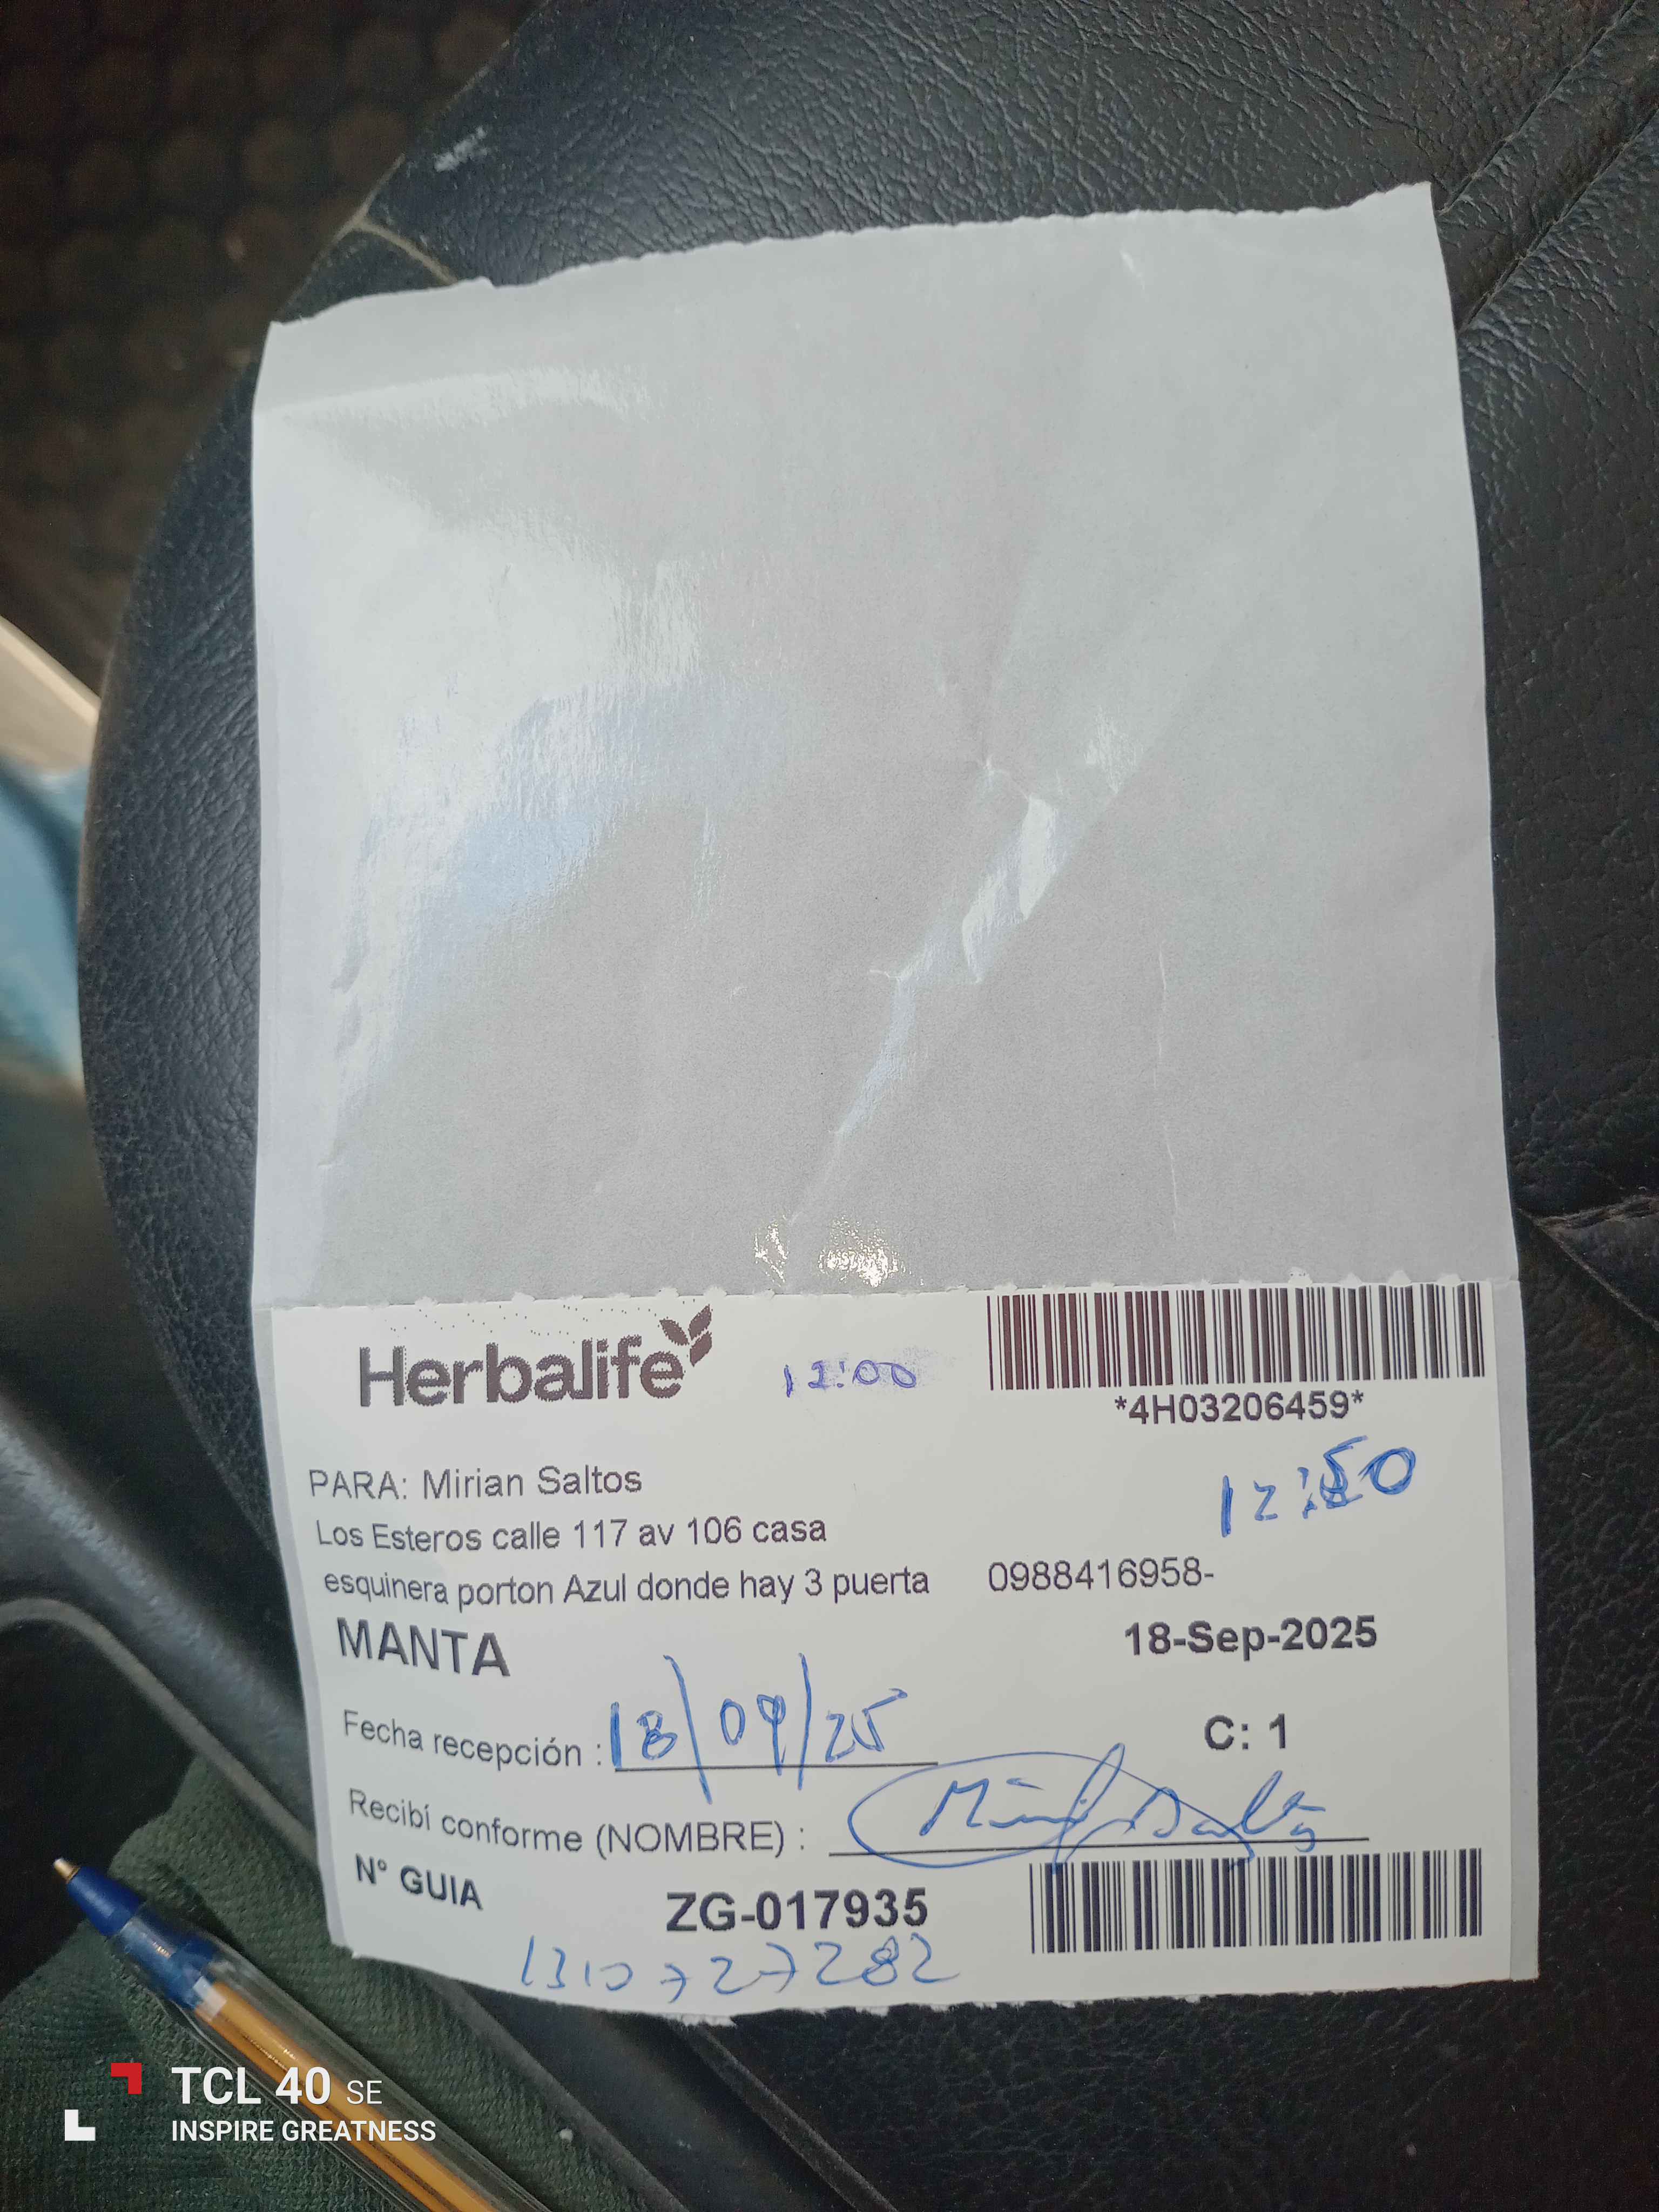 Herbalife
12:00
*4H03206459*
PARA: Mirian Saltos
12:50
Los Esteros calle 117 av 106 casa
esquinera porton Azul donde hay 3 puerta 0988416958-
MANTA
18-Sep-2025
Fecha recepción : 18/09/25
C: 1
Recibí conforme (NOMBRE) :
N° GUIA
ZG-017935
1310727282
TCL 40 SE
INSPIRE GREATNESS